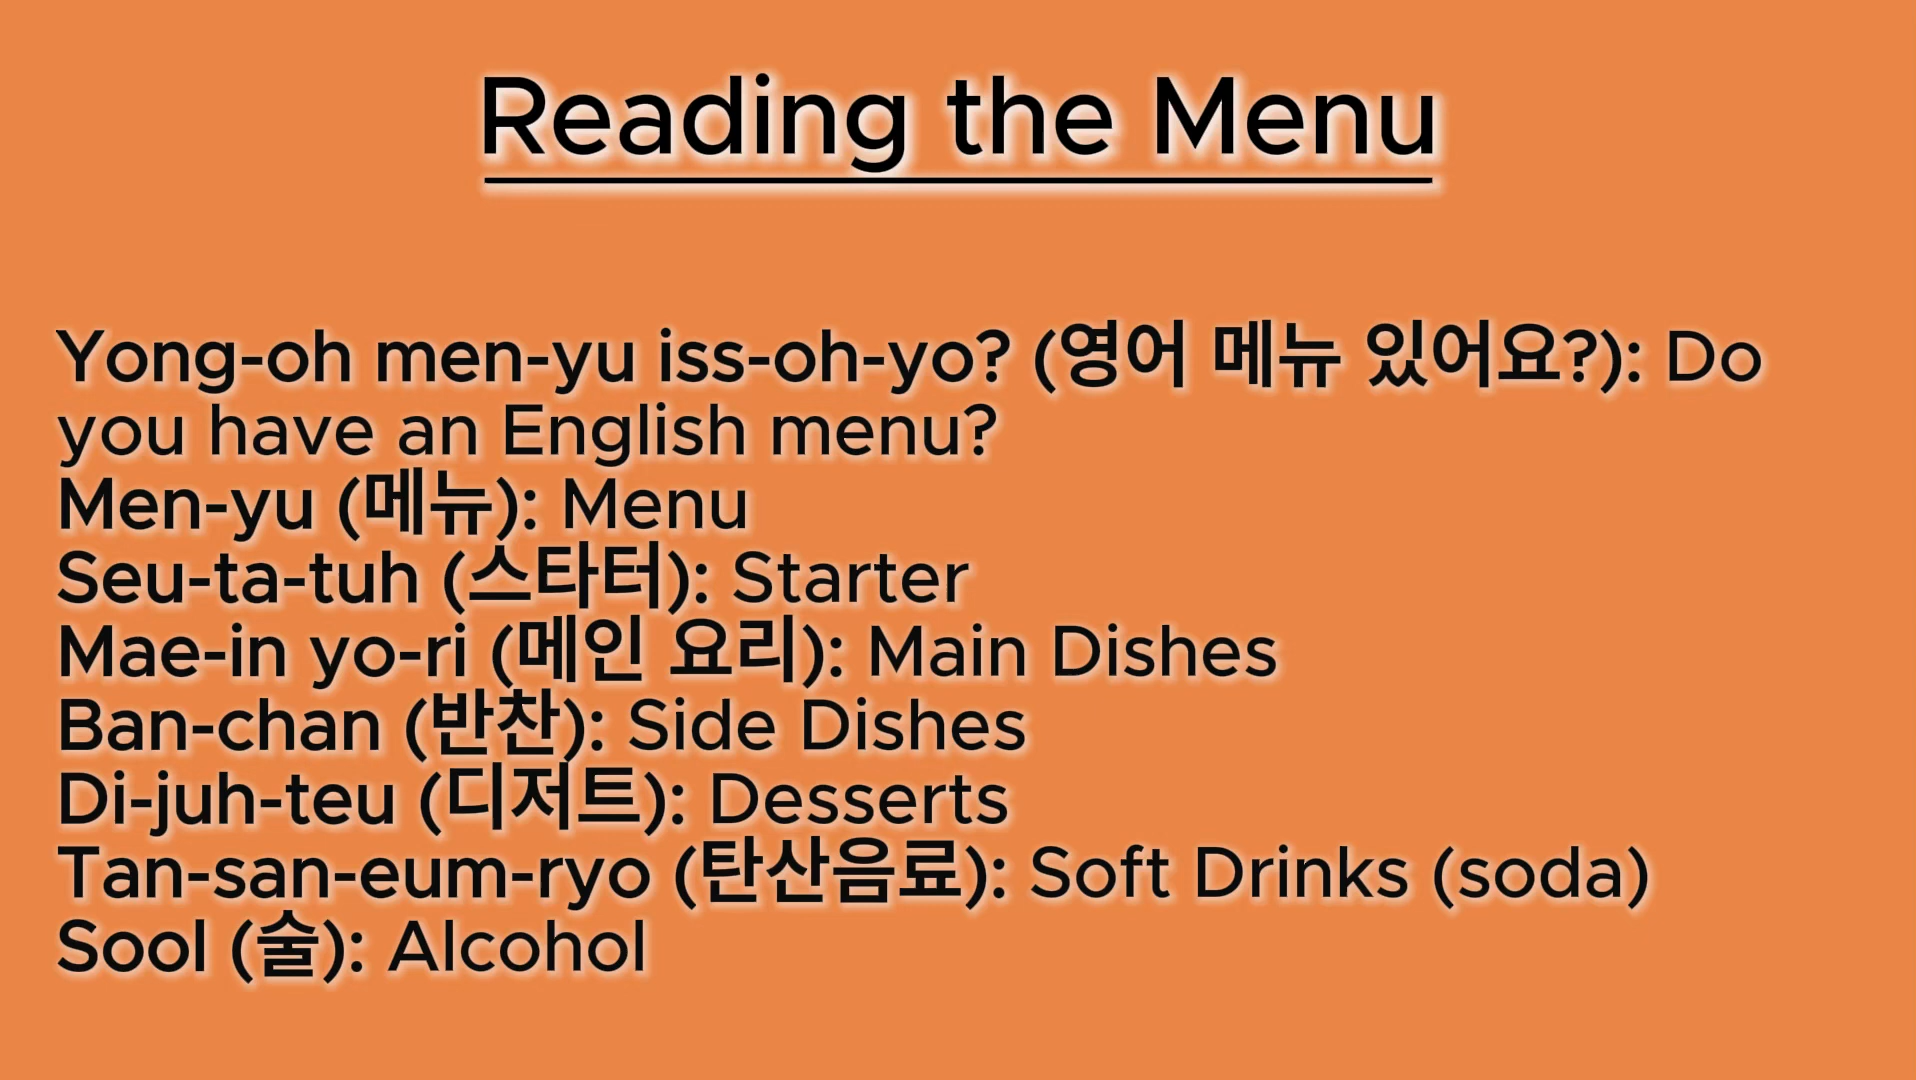 Reading the Menu
Yong-oh men-yu iss-oh-yo? (영어 메뉴 있어요?): Do
you have an English menu?
Men-yu (메뉴): Menu
Seu-ta-tuh (스타터): Starter
Mae-in yo-ri (메인 요리): Main Dishes
Ban-chan (반찬): Side Dishes
Di-juh-teu (디저트): Desserts
Tan-san-eum-ryo (탄산음료): Soft Drinks (soda)
Sool (술): Alcohol